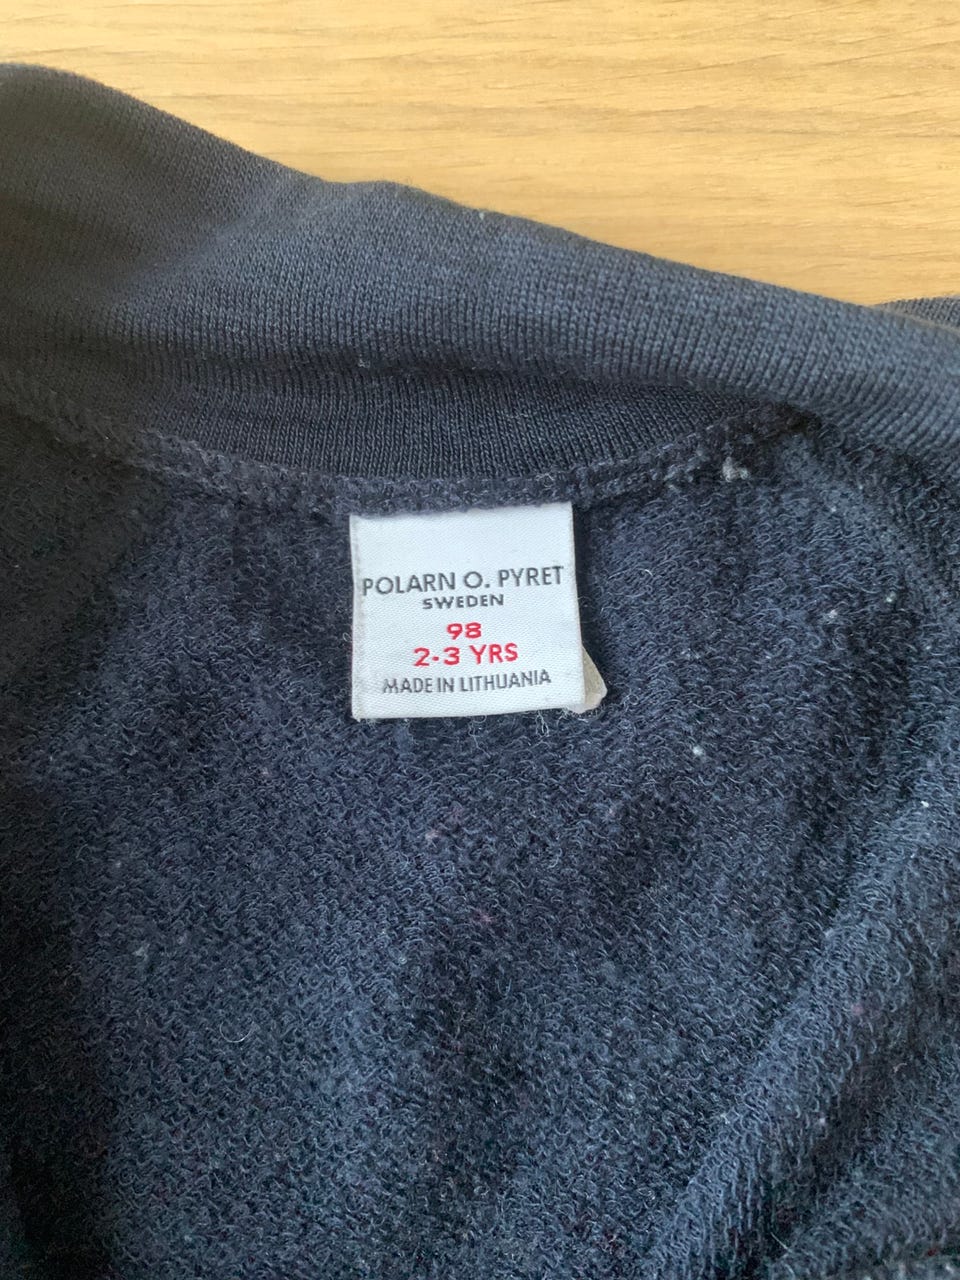 POLARN O. PYRET
SWEDEN
98
2-3 YRS
MADE IN LITHUANIA